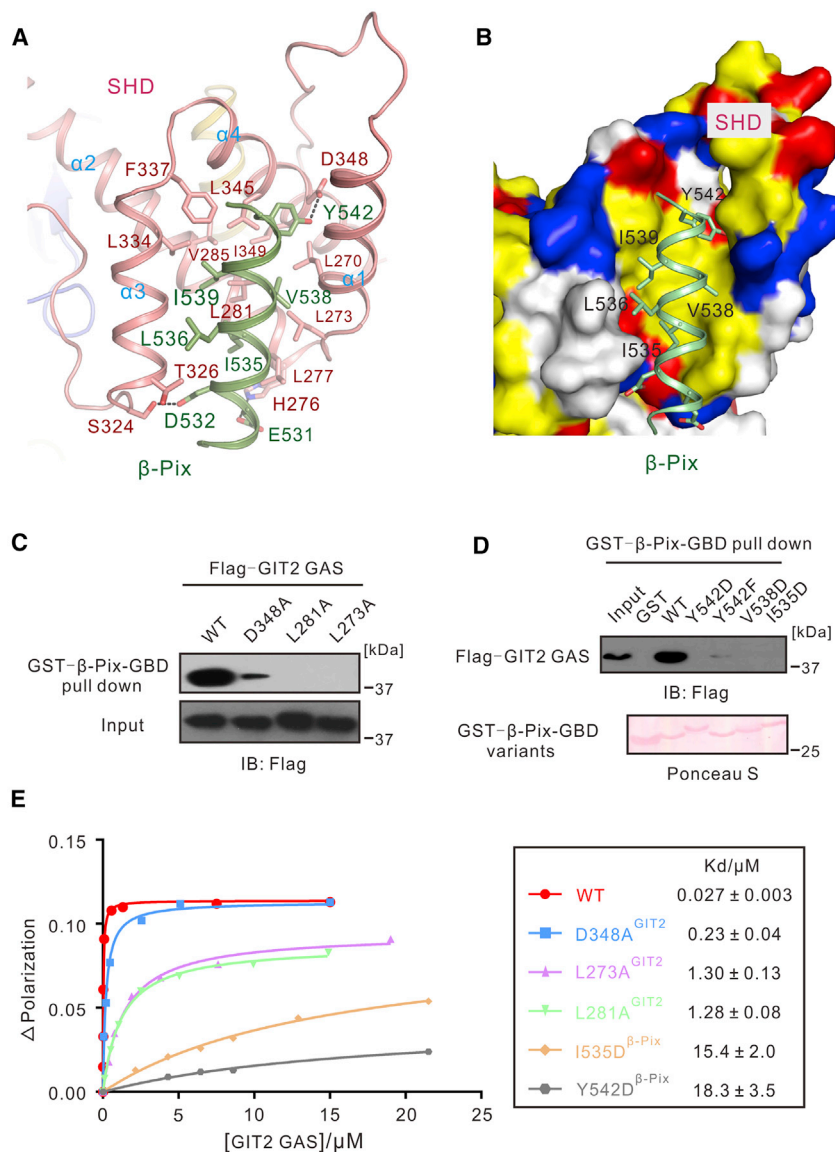 A
SHD
α4
α2
D348
F337
L345
Y542
L334
V285
I349
L270
α3
α1
I539
V538
L281
L273
L536
I535
T326
L277
H276
D532
S324
E531
β-Pix
B
SHD
Y542
I539
L536
V538
I535
β-Pix
C
Flag-GIT2 GAS
WT
D348A
L281A
L273A
[kDa]
GST-β-Pix-GBD
pull down
37
Input
37
IB: Flag
D
GST-β-Pix-GBD pull down
Input
GST
WT
Y542D
Y542F
V538D
I535D
[kDa]
Flag-GIT2 GAS
37
IB: Flag
GST-β-Pix-GBD
variants
25
Ponceau S
E
0.15
0.10
0.05
0.00
Δ Polarization
0 5 10 15 20 25
[GIT2 GAS]/μM
Kd/μM
WT 0.027 ± 0.003
D348A^GIT2 0.23 ± 0.04
L273A^GIT2 1.30 ± 0.13
L281A^GIT2 1.28 ± 0.08
I535D^β-Pix 15.4 ± 2.0
Y542D^β-Pix 18.3 ± 3.5